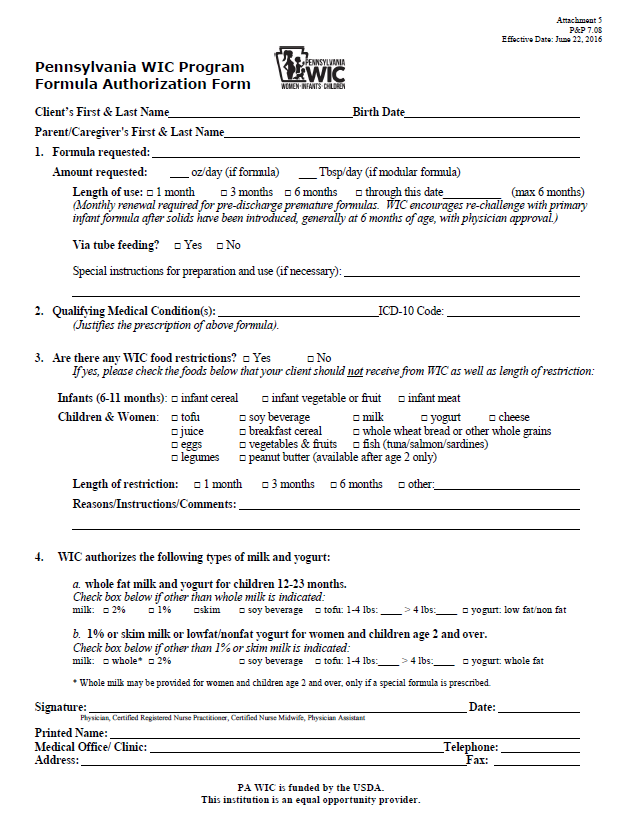 Attachment 5
P&P 7.08
Effective Date: June 22, 2016
Pennsylvania WIC Program
Formula Authorization Form
PENNSYLVANIA
WIC
WOMEN·INFANTS·CHILDREN
Client's First & Last Name Birth Date
Parent/Caregiver's First & Last Name
1. Formula requested:
Amount requested: ___ oz/day (if formula) ___ Tbsp/day (if modular formula)
Length of use: □ 1 month □ 3 months □ 6 months □ through this date__________ (max 6 months)
(Monthly renewal required for pre-discharge premature formulas. WIC encourages re-challenge with primary
infant formula after solids have been introduced, generally at 6 months of age, with physician approval.)
Via tube feeding? □ Yes □ No
Special instructions for preparation and use (if necessary):
2. Qualifying Medical Condition(s): ICD-10 Code:
(Justifies the prescription of above formula).
3. Are there any WIC food restrictions? □ Yes □ No
If yes, please check the foods below that your client should not receive from WIC as well as length of restriction:
Infants (6-11 months): □ infant cereal □ infant vegetable or fruit □ infant meat
Children & Women: □ tofu □ soy beverage □ milk □ yogurt □ cheese
□ juice □ breakfast cereal □ whole wheat bread or other whole grains
□ eggs □ vegetables & fruits □ fish (tuna/salmon/sardines)
□ legumes □ peanut butter (available after age 2 only)
Length of restriction: □ 1 month □ 3 months □ 6 months □ other:
Reasons/Instructions/Comments:
4. WIC authorizes the following types of milk and yogurt:
a. whole fat milk and yogurt for children 12-23 months.
Check box below if other than whole milk is indicated:
milk: □ 2% □ 1% □skim □ soy beverage □ tofu: 1-4 lbs: ____ > 4 lbs:____ □ yogurt: low fat/non fat
b. 1% or skim milk or lowfat/nonfat yogurt for women and children age 2 and over.
Check box below if other than 1% or skim milk is indicated:
milk: □ whole* □ 2% □ soy beverage □ tofu: 1-4 lbs:____ > 4 lbs:____ □ yogurt: whole fat
* Whole milk may be provided for women and children age 2 and over, only if a special formula is prescribed.
Signature: Date:
Physician, Certified Registered Nurse Practitioner, Certified Nurse Midwife, Physician Assistant
Printed Name:
Medical Office/ Clinic: Telephone:
Address: Fax:
PA WIC is funded by the USDA.
This institution is an equal opportunity provider.